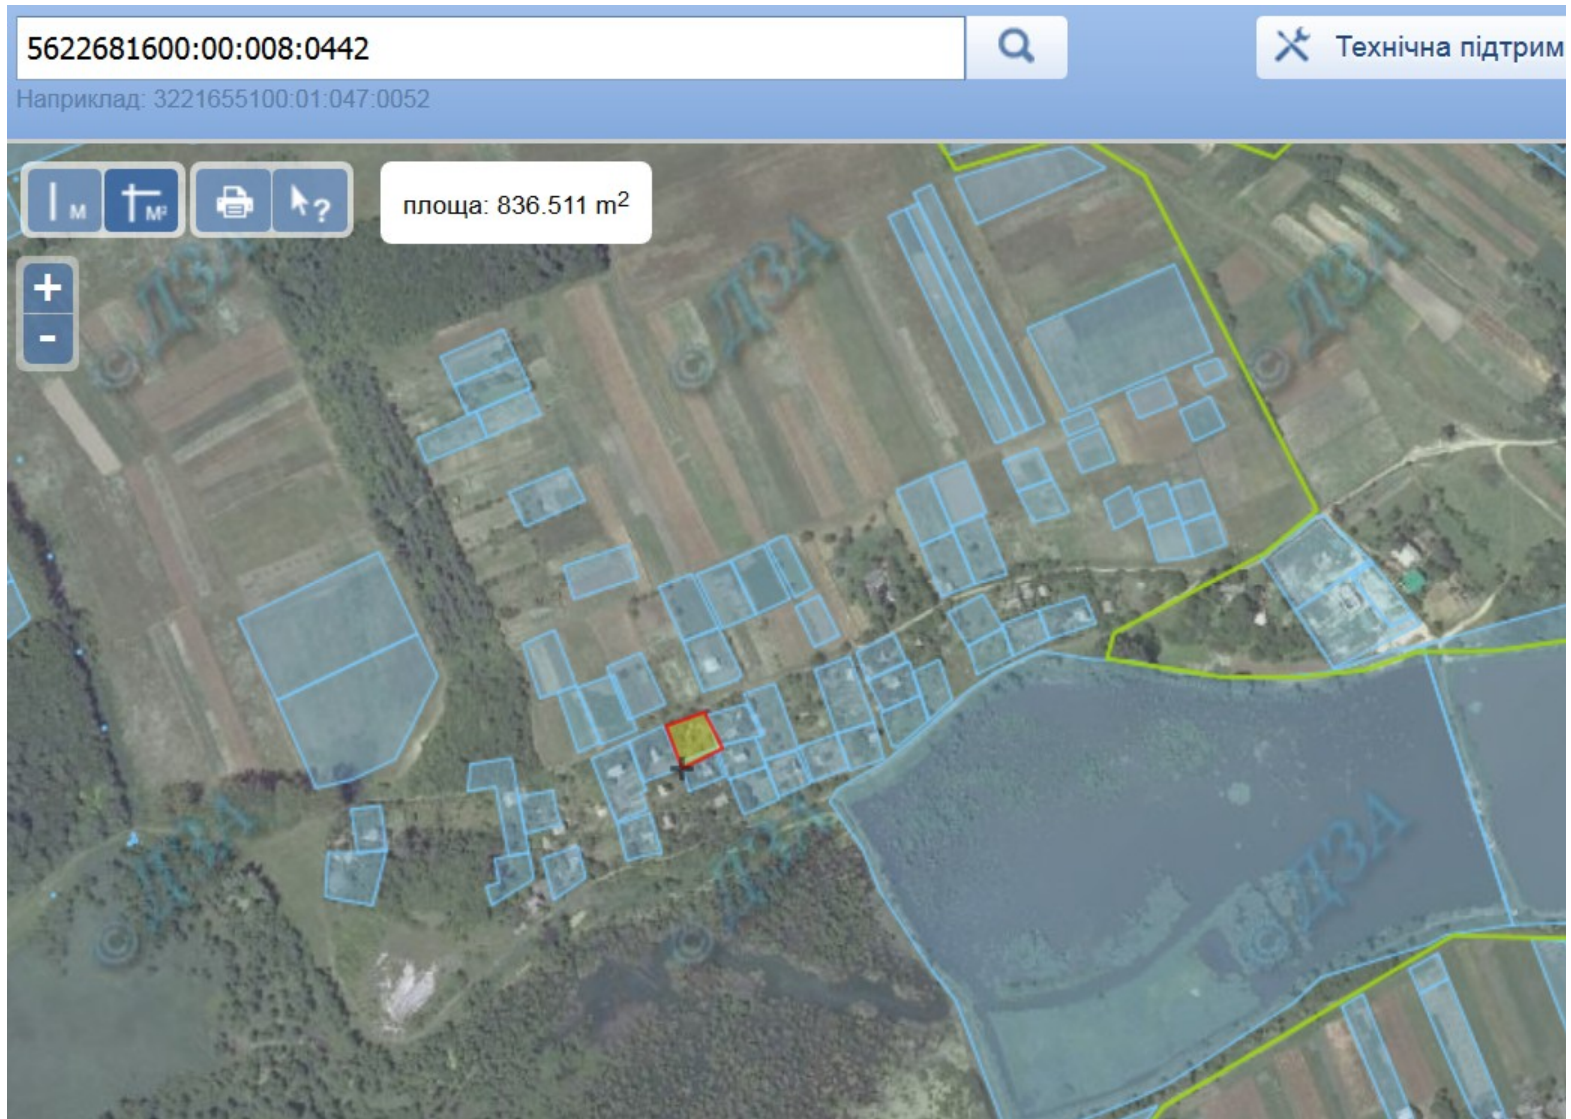 5622681600:00:008:0442
Технічна підтрим
Наприклад: 3221655100:01:047:0052
м
м²
?
площа: 836.511 m2
+
-
© ДЗА
© ДЗА
© ДЗА
© ДЗА
© ДЗА
© ДЗА